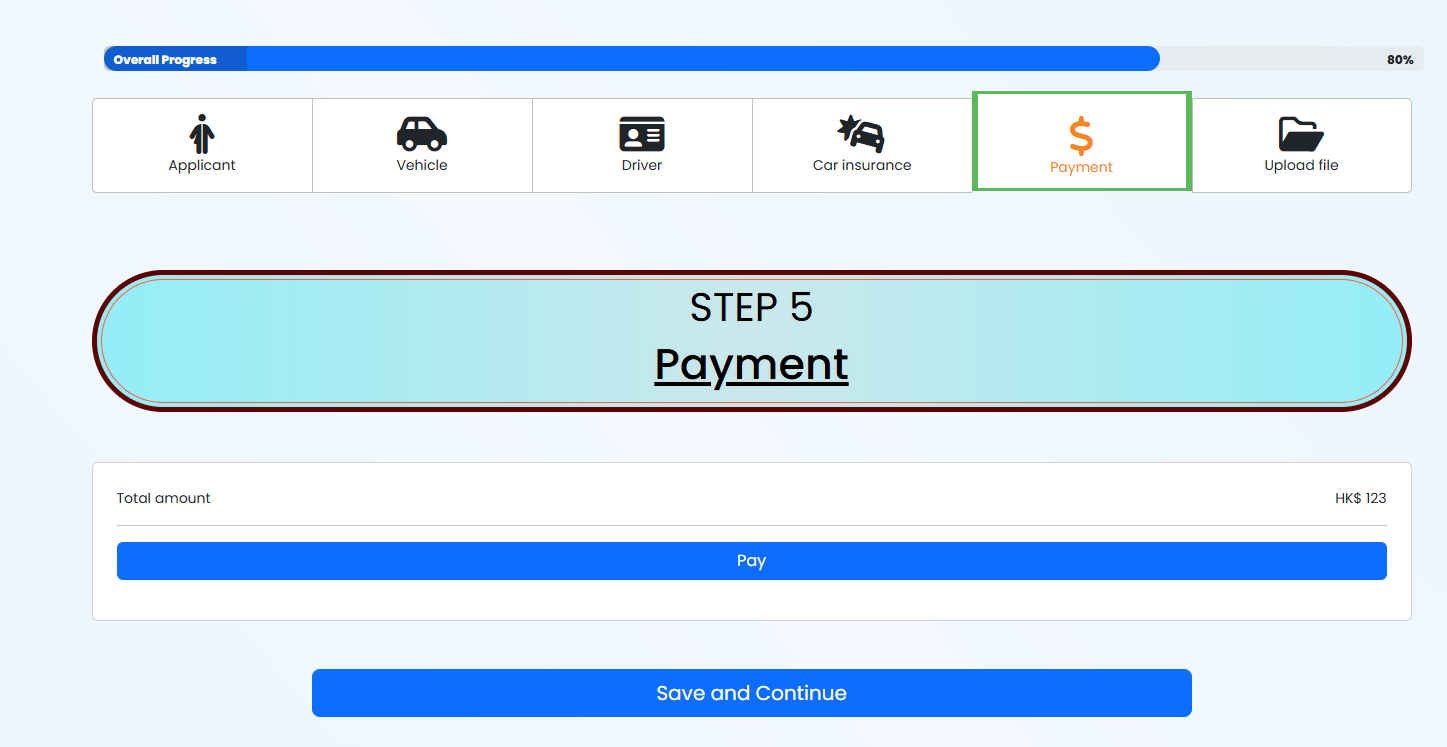 Overall Progress 80%
Applicant Vehicle Driver Car insurance Payment Upload file
STEP 5
Payment
Total amount HK$ 123
Pay
Save and Continue